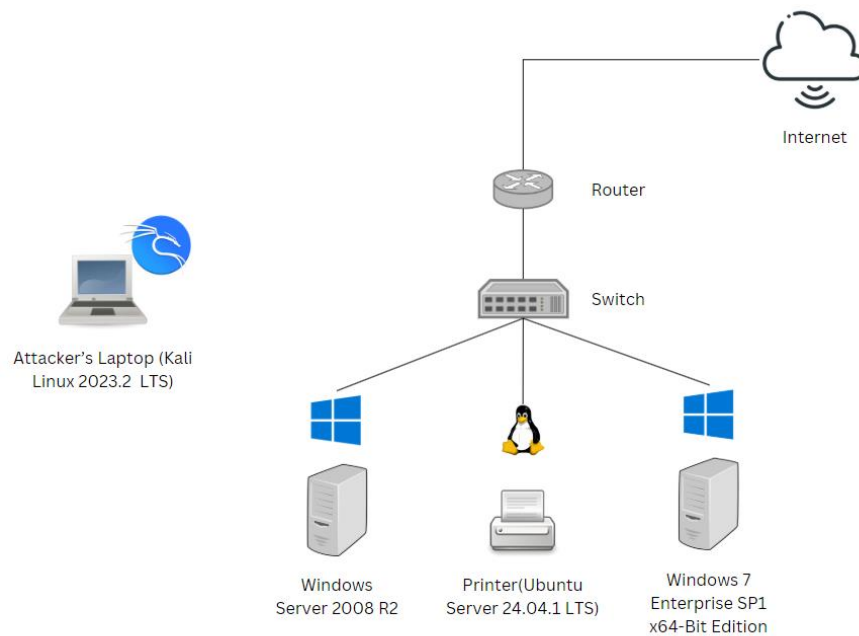 Internet
Router
Switch
Attacker’s Laptop (Kali
Linux 2023.2 LTS)
Windows
Server 2008 R2
Printer(Ubuntu
Server 24.04.1 LTS)
Windows 7
Enterprise SP1
x64-Bit Edition